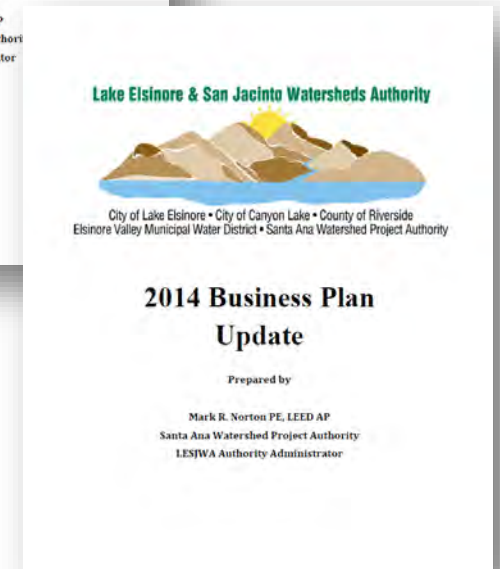 Lake Elsinore & San Jacinto Watersheds Authority
City of Lake Elsinore • City of Canyon Lake • County of Riverside
Elsinore Valley Municipal Water District • Santa Ana Watershed Project Authority
2014 Business Plan
Update
Prepared by
Mark R. Norton PE, LEED AP
Santa Ana Watershed Project Authority
LESJWA Authority Administrator